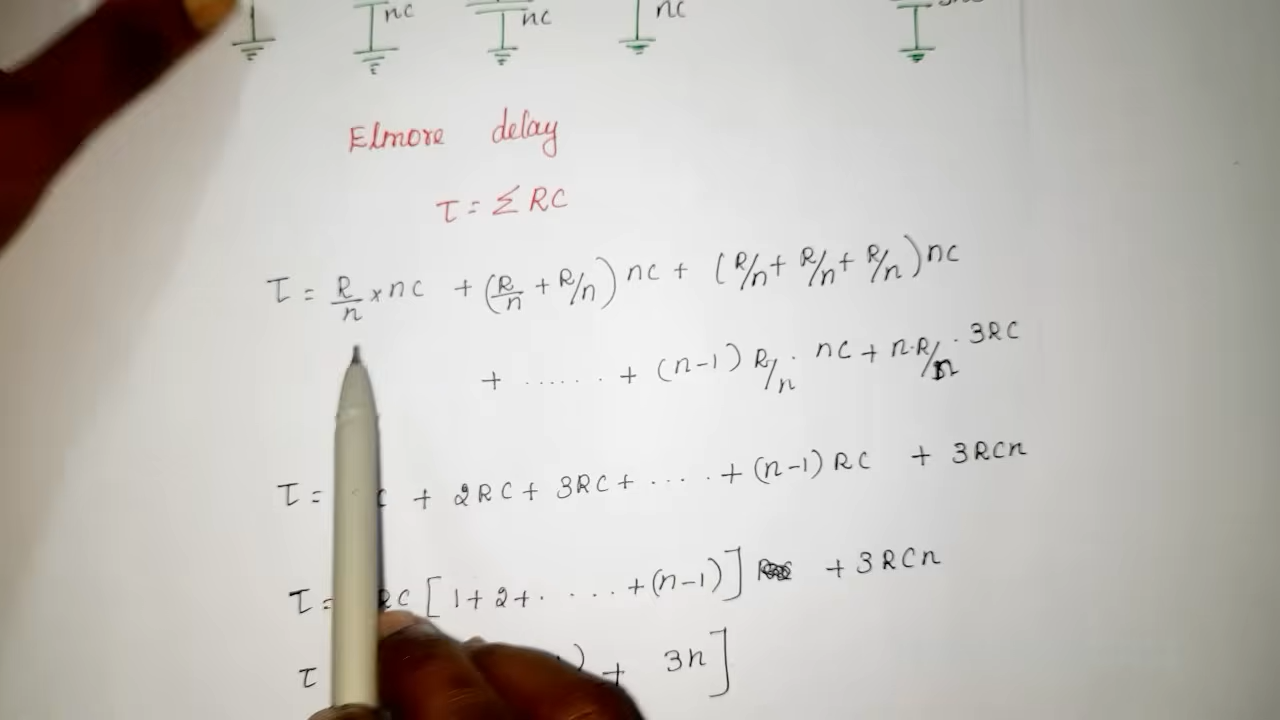 nc nc nc
Elmore delay
τ = Σ RC
τ = R/n × nc + (R/n + R/n) nc + (R/n + R/n + R/n) nc
+ ...... + (n-1) R/n . nc + n.R/n . 3RC
τ = + 2RC + 3RC + .... + (n-1) RC + 3RCn
τ = RC [1 + 2 + . ... + (n-1)] + 3RCn
τ ) + 3n]